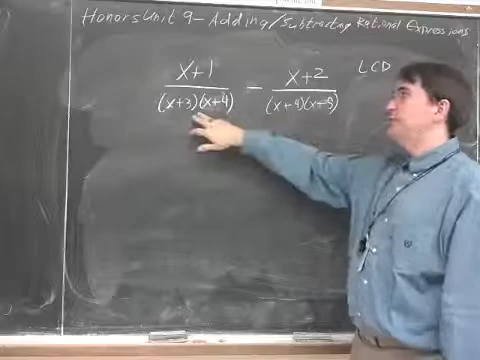 Honors Unit 9 - Adding/Subtracting Rational Expressions
x+1 / (x+3)(x+4) - x+2 / (x+4)(x+5)
LCD